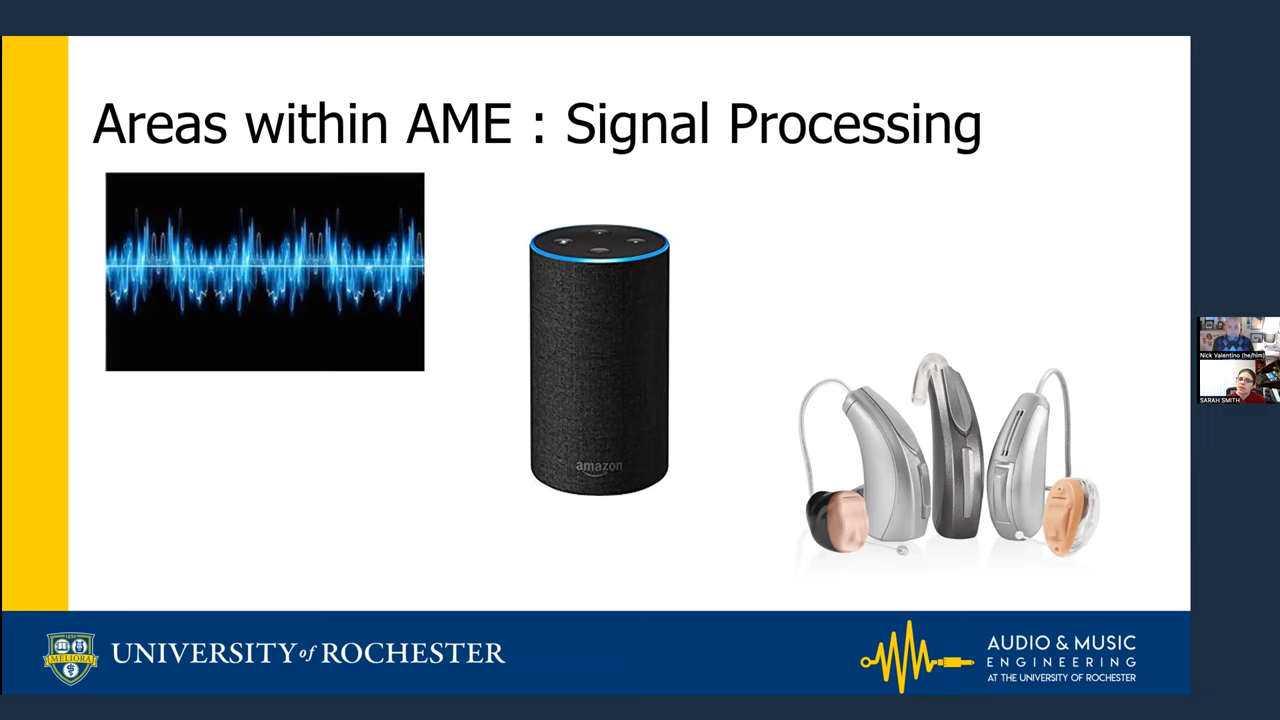 Areas within AME : Signal Processing
amazon
Nick Valentino (he/him)
SARAH SMITH
MELIORA
UNIVERSITY of ROCHESTER
AUDIO & MUSIC
ENGINEERING
AT THE UNIVERSITY OF ROCHESTER